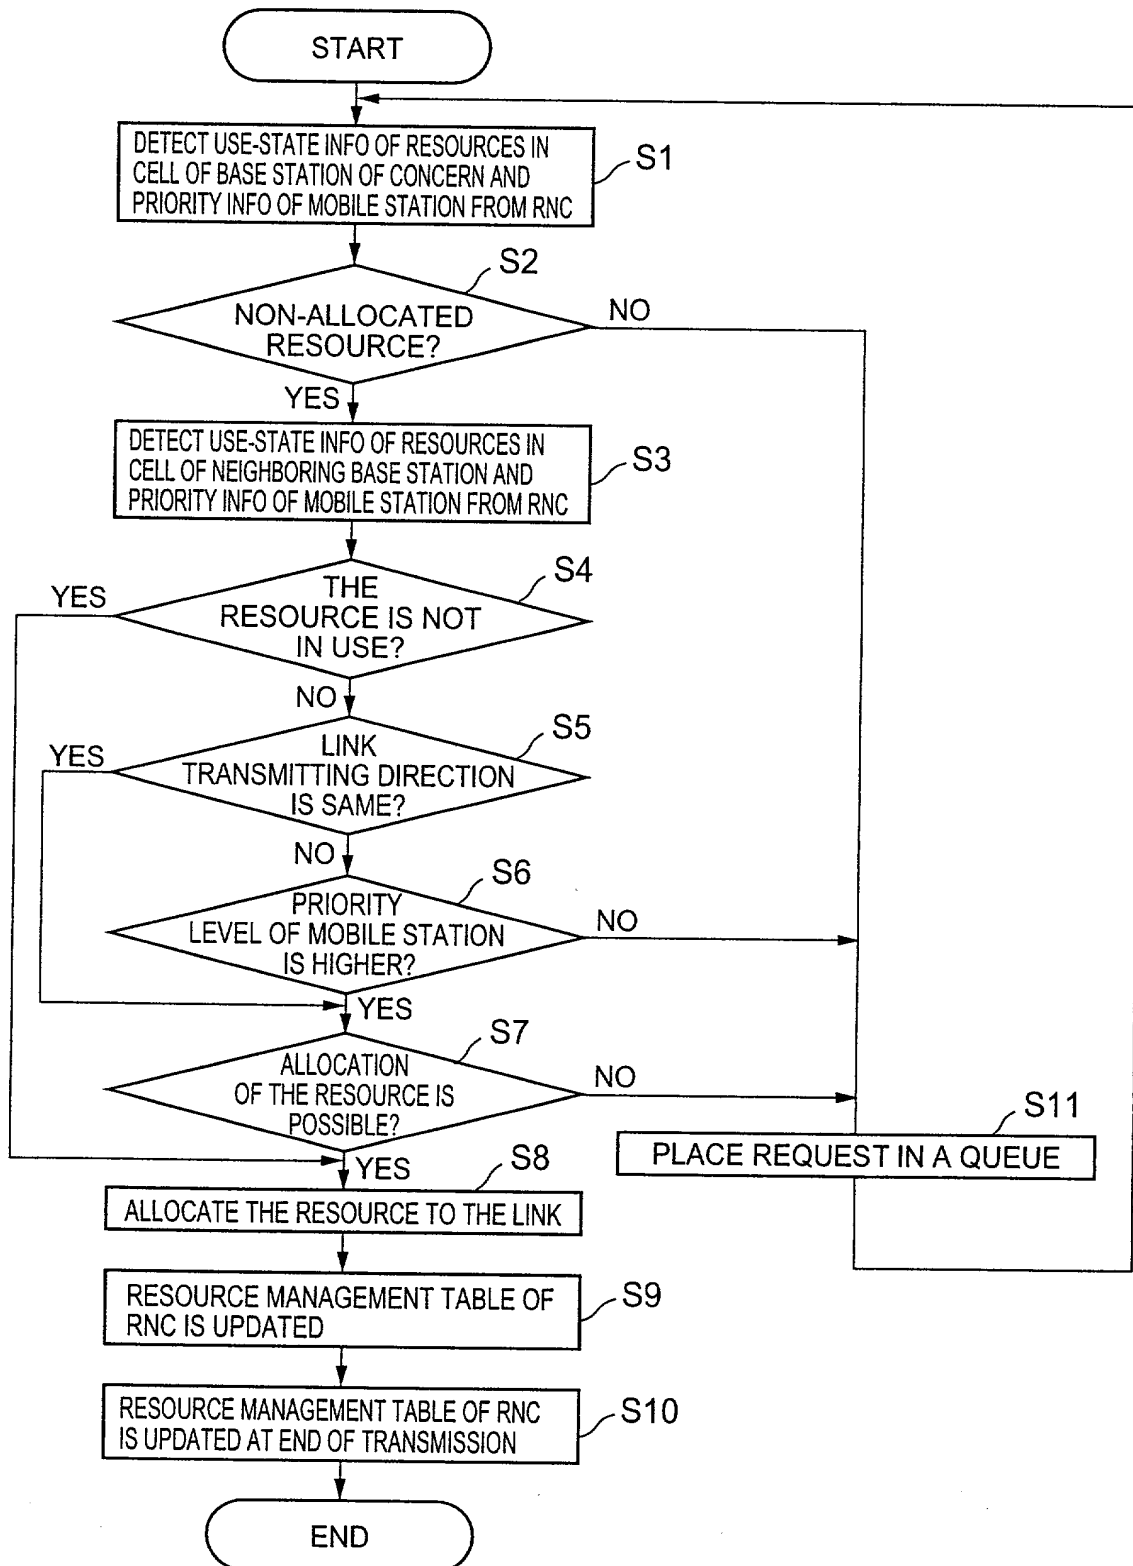 START
DETECT USE-STATE INFO OF RESOURCES IN
CELL OF BASE STATION OF CONCERN AND
PRIORITY INFO OF MOBILE STATION FROM RNC
S1
S2
NON-ALLOCATED
RESOURCE?
NO
YES
DETECT USE-STATE INFO OF RESOURCES IN
CELL OF NEIGHBORING BASE STATION AND
PRIORITY INFO OF MOBILE STATION FROM RNC
S3
S4
THE
RESOURCE IS NOT
IN USE?
YES
NO
S5
LINK
TRANSMITTING DIRECTION
IS SAME?
YES
NO
S6
PRIORITY
LEVEL OF MOBILE STATION
IS HIGHER?
NO
YES
S7
ALLOCATION
OF THE RESOURCE IS
POSSIBLE?
NO
YES
S11
PLACE REQUEST IN A QUEUE
S8
ALLOCATE THE RESOURCE TO THE LINK
RESOURCE MANAGEMENT TABLE OF
RNC IS UPDATED
S9
RESOURCE MANAGEMENT TABLE OF RNC
IS UPDATED AT END OF TRANSMISSION
S10
END